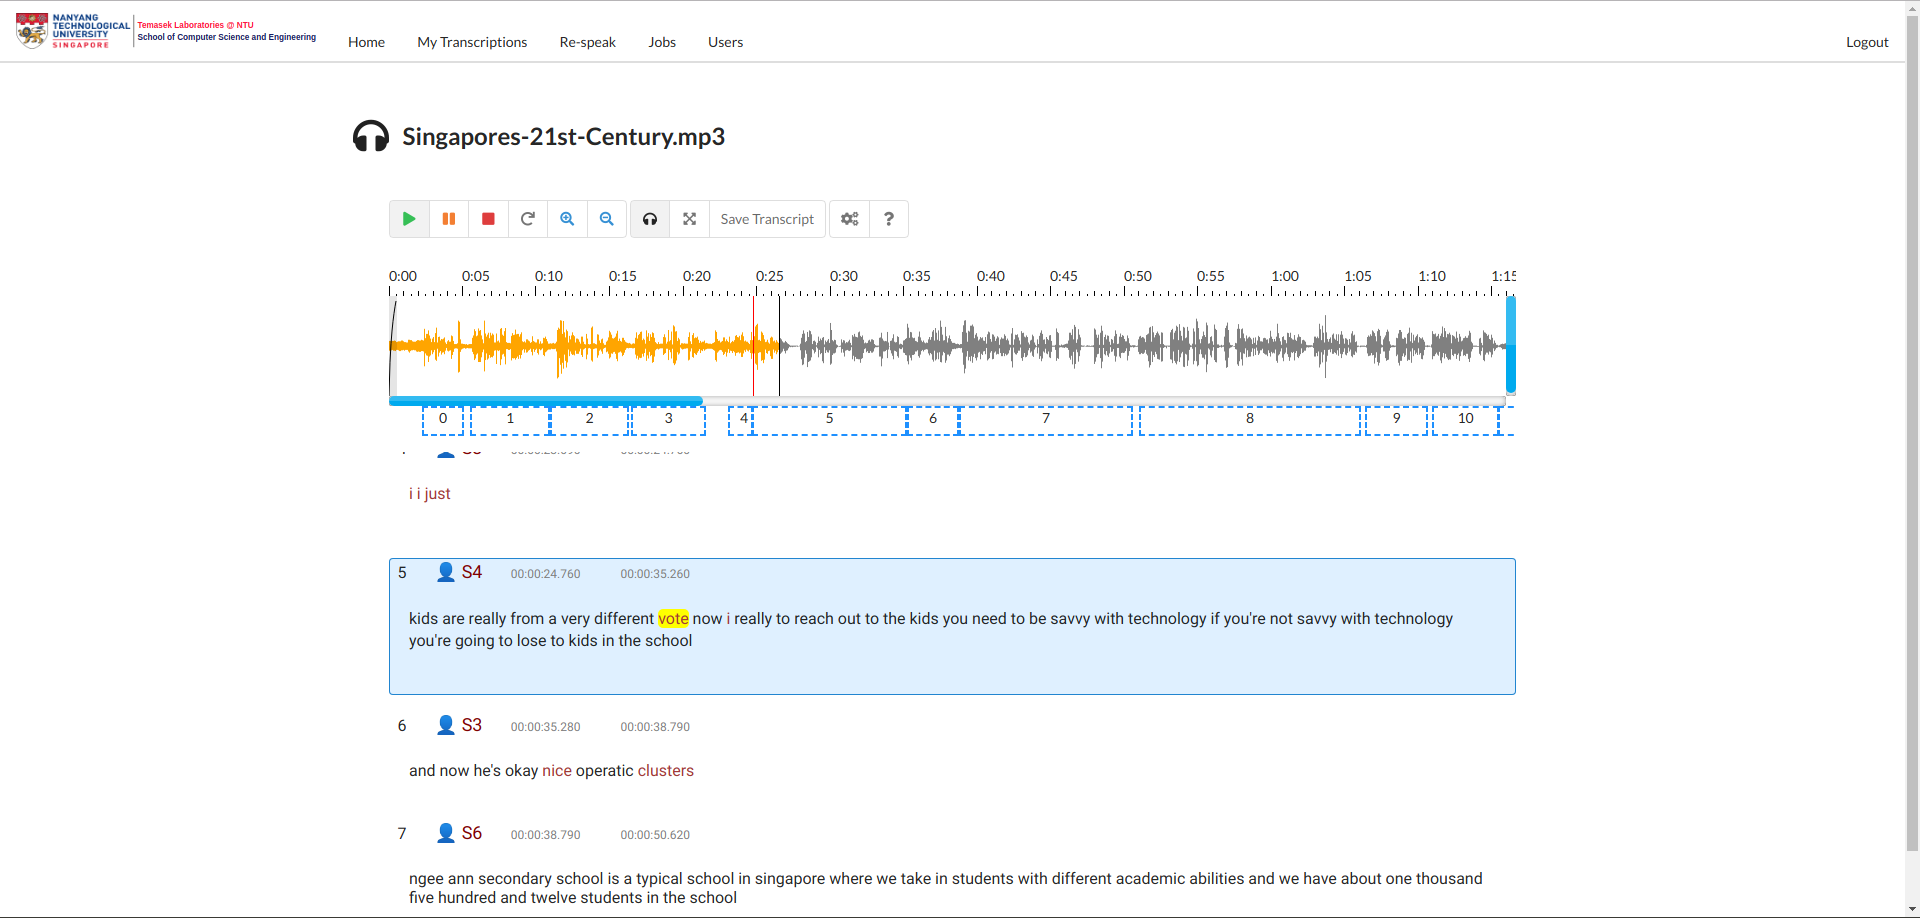 NANYANG
TECHNOLOGICAL
UNIVERSITY
SINGAPORE
Temasek Laboratories @ NTU
School of Computer Science and Engineering
Home My Transcriptions Re-speak Jobs Users Logout
Singapores-21st-Century.mp3
Save Transcript ?
0:00 0:05 0:10 0:15 0:20 0:25 0:30 0:35 0:40 0:45 0:50 0:55 1:00 1:05 1:10 1:15
0 1 2 3 4 5 6 7 8 9 10
i i just
5 S4 00:00:24.760 00:00:35.260
kids are really from a very different vote now i really to reach out to the kids you need to be savvy with technology if you're not savvy with technology
you're going to lose to kids in the school
6 S3 00:00:35.280 00:00:38.790
and now he's okay nice operatic clusters
7 S6 00:00:38.790 00:00:50.620
ngee ann secondary school is a typical school in singapore where we take in students with different academic abilities and we have about one thousand
five hundred and twelve students in the school